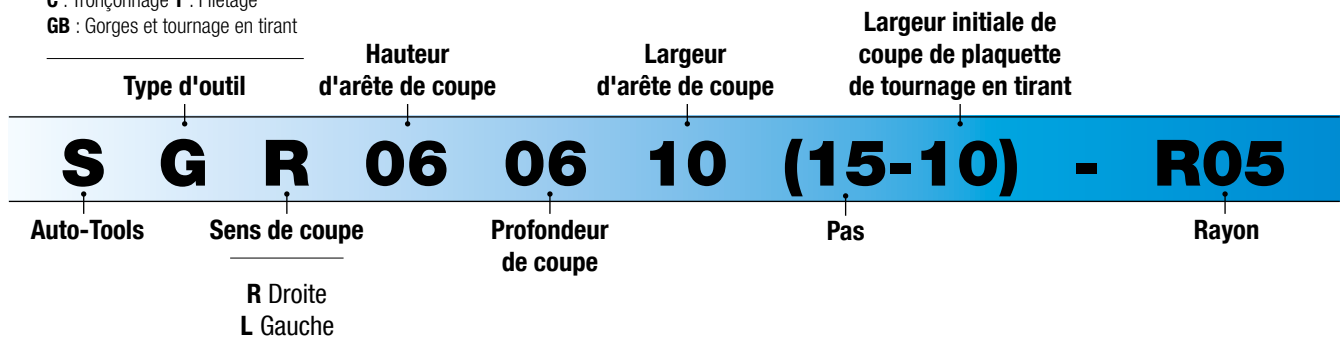 C : Tronçonnage T : Filetage
GB : Gorges et tournage en tirant
Type d'outil
Hauteur
d'arête de coupe
Largeur
d'arête de coupe
Largeur initiale de
coupe de plaquette
de tournage en tirant
S G R 06 06 10 (15-10) - R05
Auto-Tools
Sens de coupe
R Droite
L Gauche
Profondeur
de coupe
Pas
Rayon